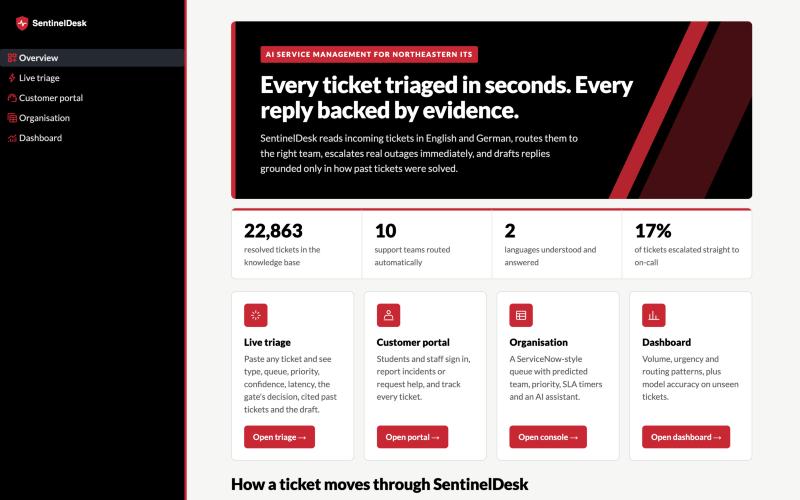 SentinelDesk
Overview
Live triage
Customer portal
Organisation
Dashboard
AI SERVICE MANAGEMENT FOR NORTHEASTERN ITS
Every ticket triaged in seconds. Every
reply backed by evidence.
SentinelDesk reads incoming tickets in English and German, routes them to
the right team, escalates real outages immediately, and drafts replies
grounded only in how past tickets were solved.
22,863
resolved tickets in the
knowledge base
10
support teams routed
automatically
2
languages understood and
answered
17%
of tickets escalated straight to
on-call
Live triage
Paste any ticket and see
type, queue, priority,
confidence, latency, the
gate's decision, cited past
tickets and the draft.
Open triage →
Customer portal
Students and staff sign in,
report incidents or
request help, and track
every ticket.
Open portal →
Organisation
A ServiceNow-style
queue with predicted
team, priority, SLA timers
and an AI assistant.
Open console →
Dashboard
Volume, urgency and
routing patterns, plus
model accuracy on unseen
tickets.
Open dashboard →
How a ticket moves through SentinelDesk